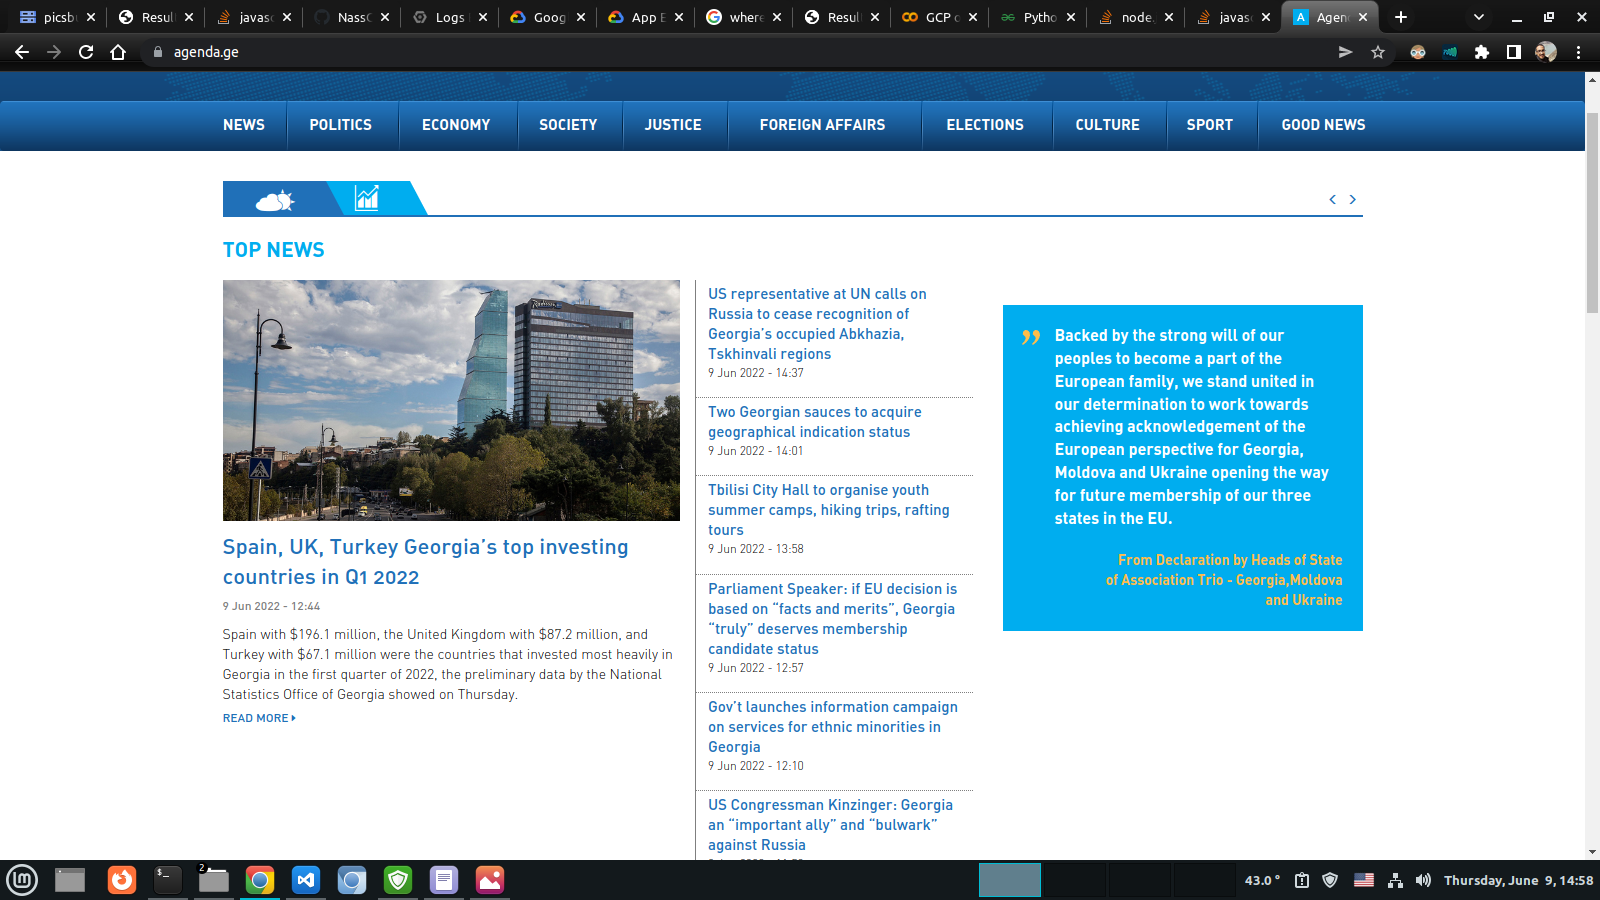 picsb
Resul
javasc
NassC
Logs
Goog
App E
where
Resul
GCP
Pytho
node.
javasc
Agen
agenda.ge
NEWS
POLITICS
ECONOMY
SOCIETY
JUSTICE
FOREIGN AFFAIRS
ELECTIONS
CULTURE
SPORT
GOOD NEWS
TOP NEWS
Spain, UK, Turkey Georgia’s top investing
countries in Q1 2022
9 Jun 2022 - 12:44
Spain with $196.1 million, the United Kingdom with $87.2 million, and
Turkey with $67.1 million were the countries that invested most heavily in
Georgia in the first quarter of 2022, the preliminary data by the National
Statistics Office of Georgia showed on Thursday.
READ MORE
US representative at UN calls on
Russia to cease recognition of
Georgia’s occupied Abkhazia,
Tskhinvali regions
9 Jun 2022 - 14:37
Two Georgian sauces to acquire
geographical indication status
9 Jun 2022 - 14:01
Tbilisi City Hall to organise youth
summer camps, hiking trips, rafting
tours
9 Jun 2022 - 13:58
Parliament Speaker: if EU decision is
based on “facts and merits”, Georgia
“truly” deserves membership
candidate status
9 Jun 2022 - 12:57
Gov’t launches information campaign
on services for ethnic minorities in
Georgia
9 Jun 2022 - 12:10
US Congressman Kinzinger: Georgia
an “important ally” and “bulwark”
against Russia
” Backed by the strong will of our
peoples to become a part of the
European family, we stand united in
our determination to work towards
achieving acknowledgement of the
European perspective for Georgia,
Moldova and Ukraine opening the way
for future membership of our three
states in the EU.
From Declaration by Heads of State
of Association Trio - Georgia,Moldova
and Ukraine
2
43.0 °
Thursday, June 9, 14:58